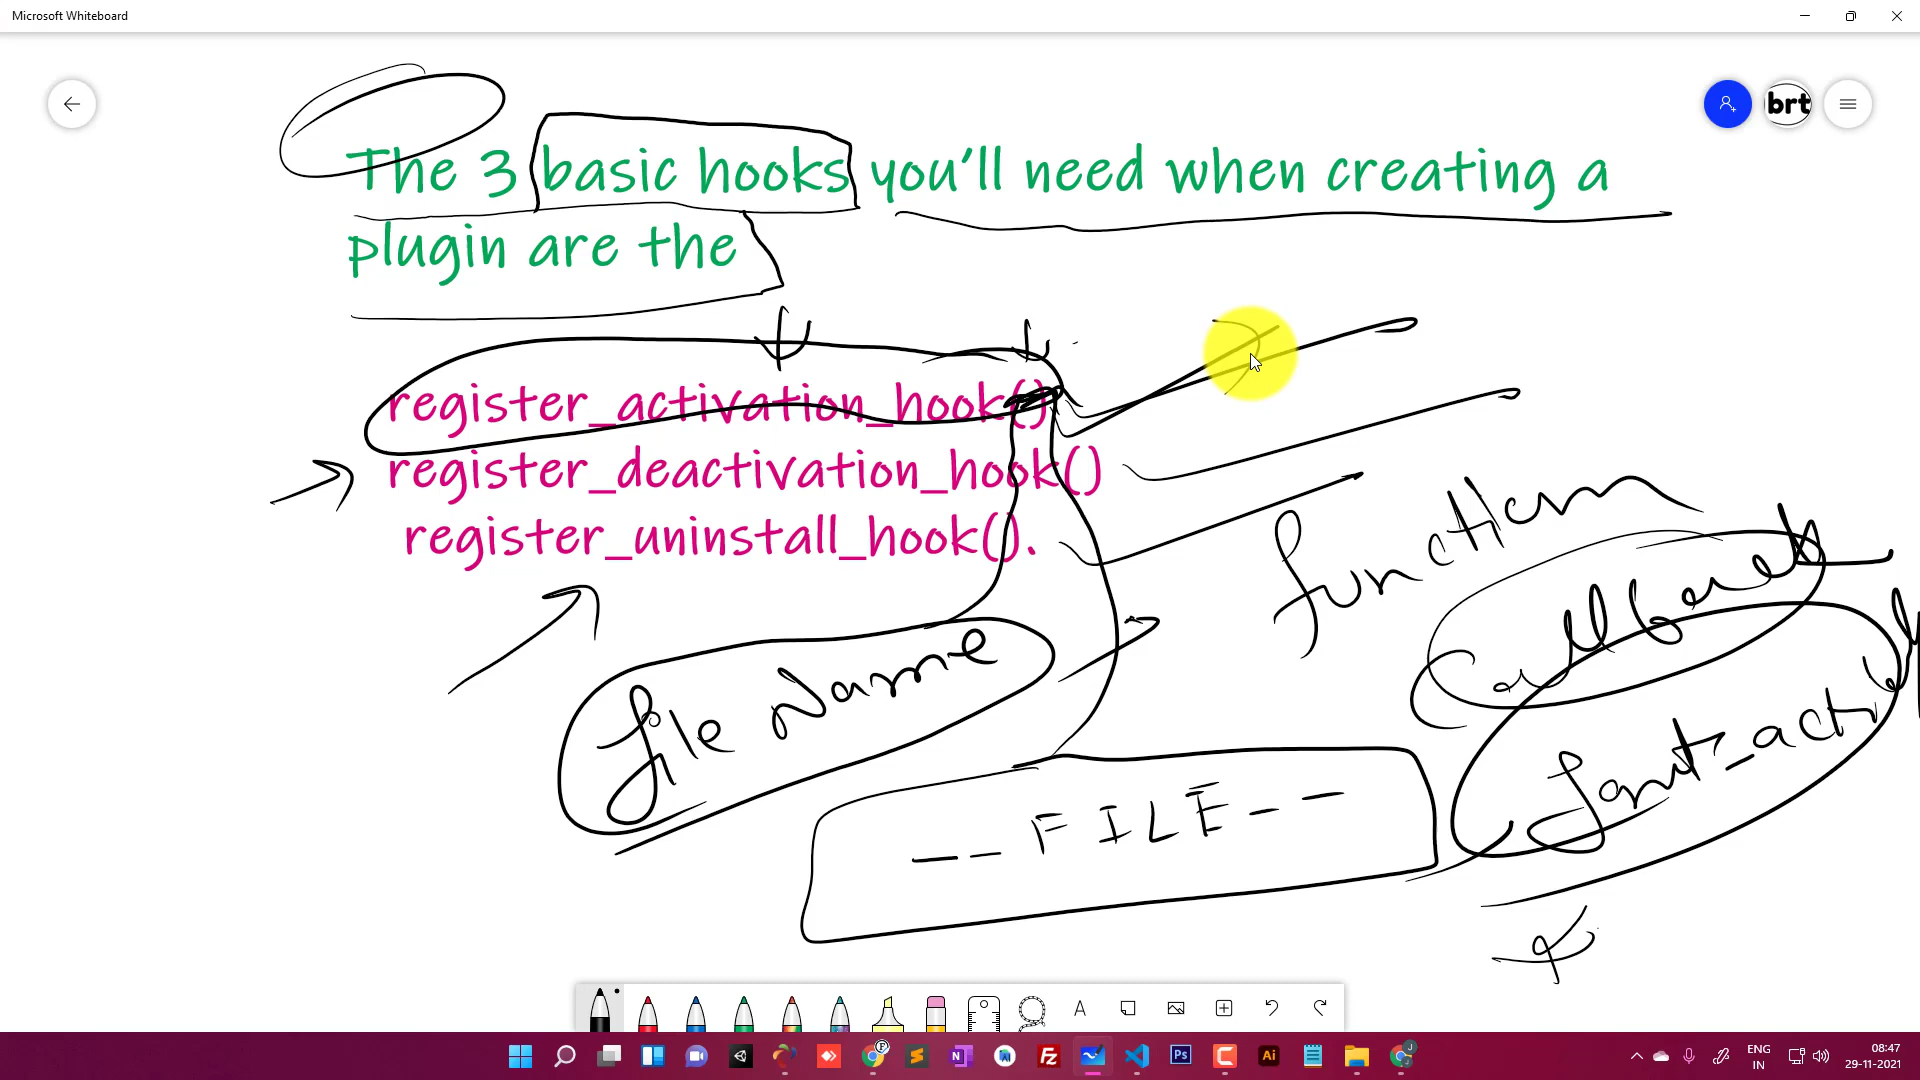 Microsoft Whiteboard
brt
The 3 basic hooks you'll need when creating a
plugin are the
register_activation_hook()
register_deactivation_hook()
register_uninstall_hook().
function
file Name
__FILE__
A
ENG
IN
08:47
29-11-2021